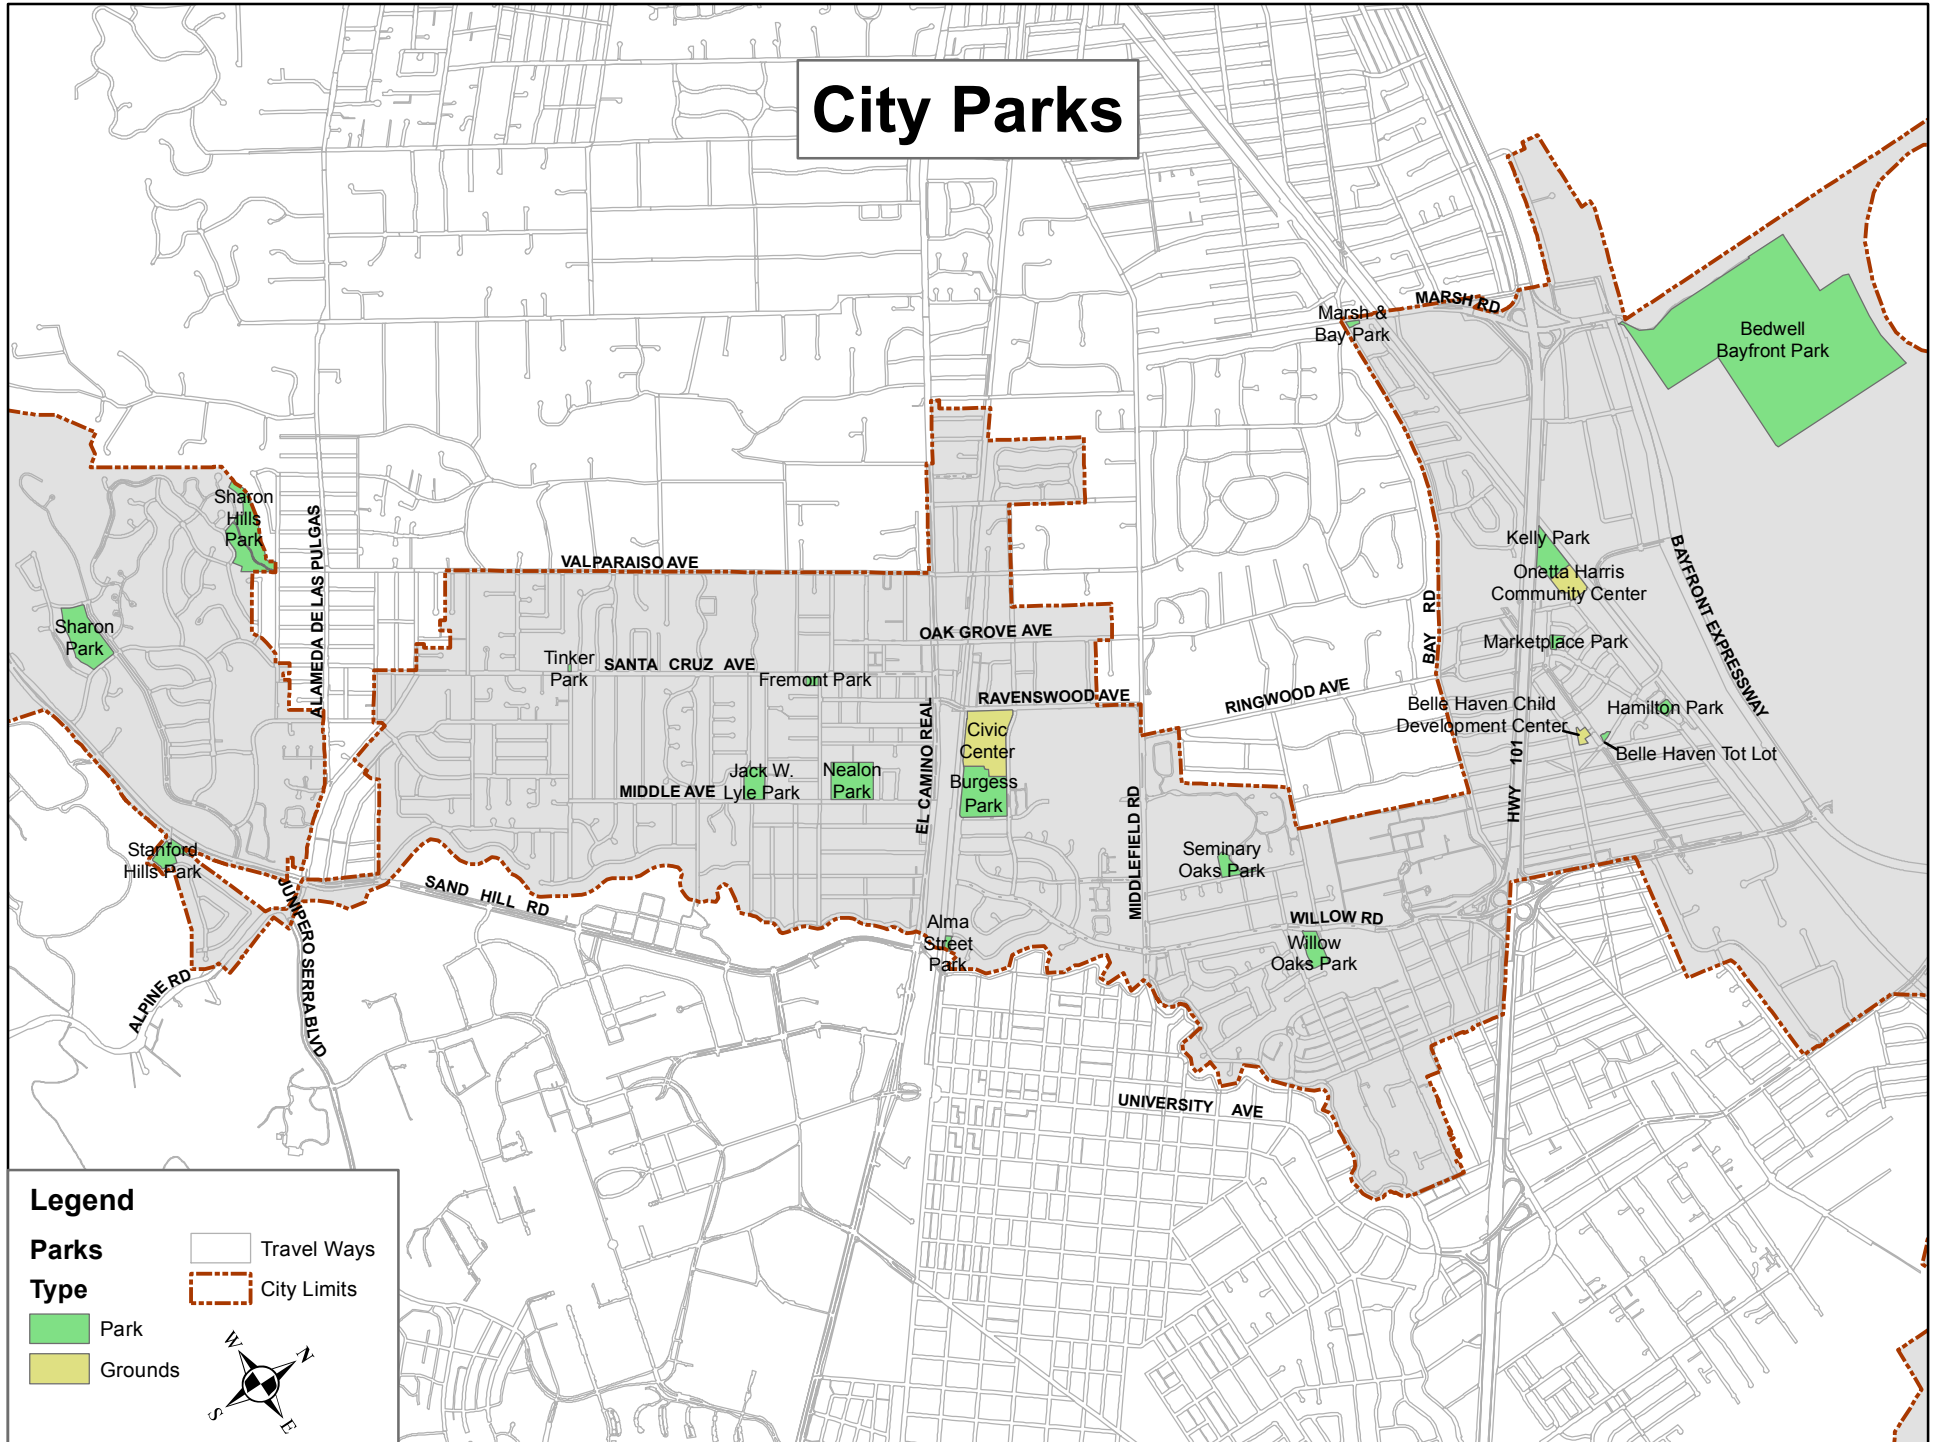 City Parks
MARSH RD
Marsh &
Bay Park
Bedwell
Bayfront Park
Sharon
Hills
Park
ALAMEDA DE LAS PULGAS
VALPARAISO AVE
Kelly Park
Onetta Harris
Community Center
BAYFRONT EXPRESSWAY
BAY RD
Sharon
Park
OAK GROVE AVE
Marketplace Park
Tinker
Park
SANTA CRUZ AVE
Fremont Park
RAVENSWOOD AVE
RINGWOOD AVE
Belle Haven Child
Development Center
Hamilton Park
Belle Haven Tot Lot
EL CAMINO REAL
Civic
Center
Burgess
Park
HWY 101
Jack W.
Lyle Park
Nealon
Park
MIDDLE AVE
MIDDLEFIELD RD
Stanford
Hills Park
Seminary
Oaks Park
SAND HILL RD
JUNIPERO SERRA BLVD
WILLOW RD
Willow
Oaks Park
Alma
Street
Park
ALPINE RD
UNIVERSITY AVE
Legend
Parks
Type
Park
Grounds
Travel Ways
City Limits
W
N
S
E